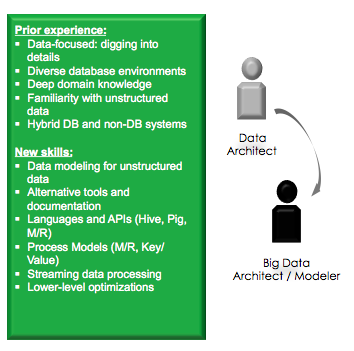 Prior experience:
▪ Data-focused: digging into
details
▪ Diverse database environments
▪ Deep domain knowledge
▪ Familiarity with unstructured
data
▪ Hybrid DB and non-DB systems
New skills:
▪ Data modeling for unstructured
data
▪ Alternative tools and
documentation
▪ Languages and APIs (Hive, Pig,
M/R)
▪ Process Models (M/R, Key/
Value)
▪ Streaming data processing
▪ Lower-level optimizations
Data
Architect
Big Data
Architect / Modeler